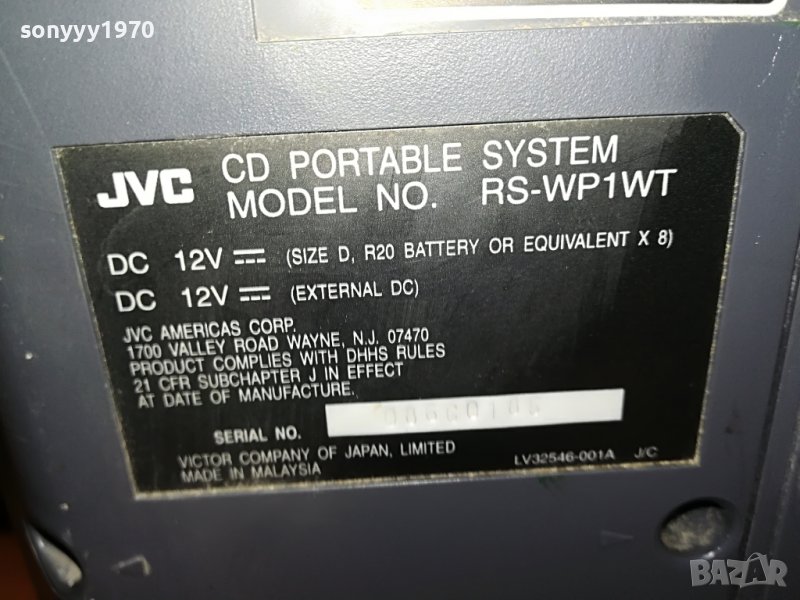 sonyyy1970
JVC
CD PORTABLE SYSTEM
MODEL NO. RS-WP1WT
DC 12V (SIZE D, R20 BATTERY OR EQUIVALENT X 8)
DC 12V (EXTERNAL DC)
JVC AMERICAS CORP.
1700 VALLEY ROAD WAYNE, N.J. 07470
PRODUCT COMPLIES WITH DHHS RULES
21 CFR SUBCHAPTER J IN EFFECT
AT DATE OF MANUFACTURE.
SERIAL NO.
VICTOR COMPANY OF JAPAN, LIMITED
MADE IN MALAYSIA
LV32546-001A J/C
BAZAR